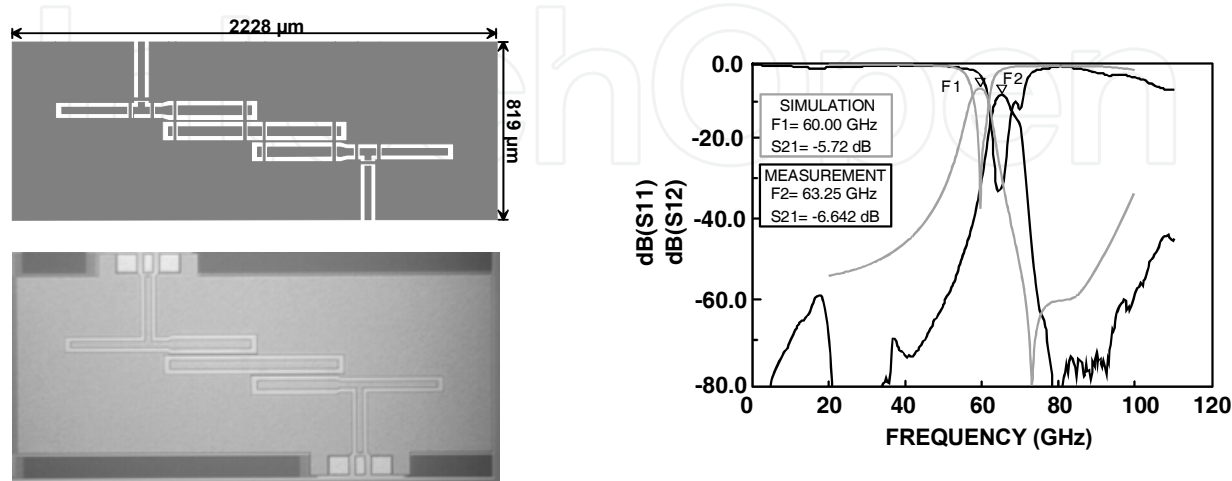 2228 µm
819 µm
0.0
-20.0
-40.0
-60.0
-80.0
dB(S11)
dB(S12)
F1
F2
SIMULATION
F1= 60.00 GHz
S21= -5.72 dB
MEASUREMENT
F2= 63.25 GHz
S21= -6.642 dB
0
20
40
60
80
100
120
FREQUENCY (GHz)